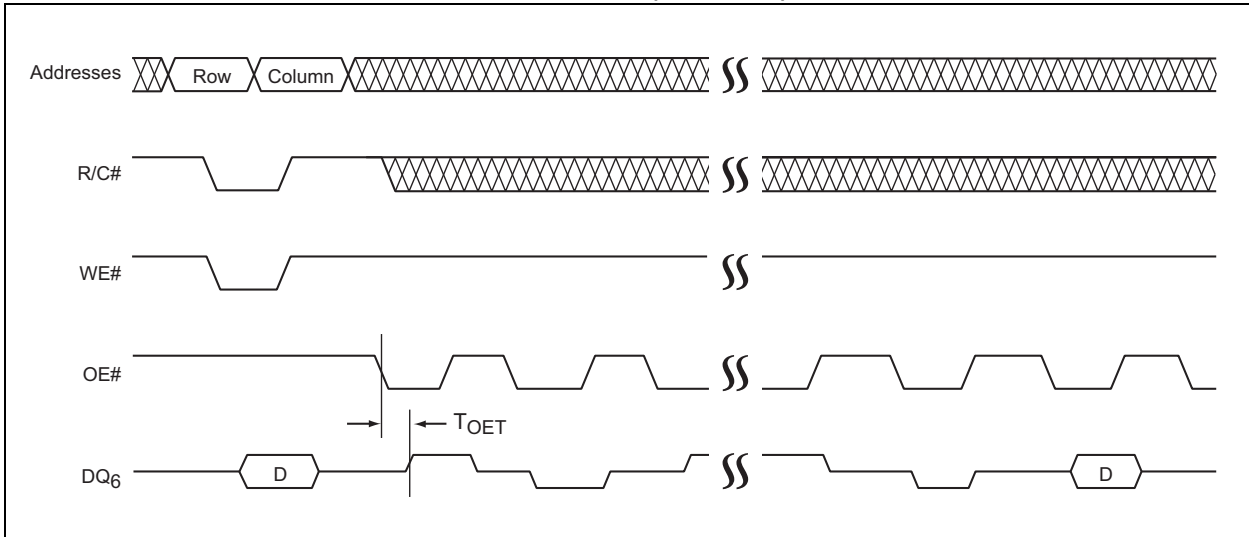 Addresses Row Column
R/C#
WE#
OE#
TOET
DQ6 D D